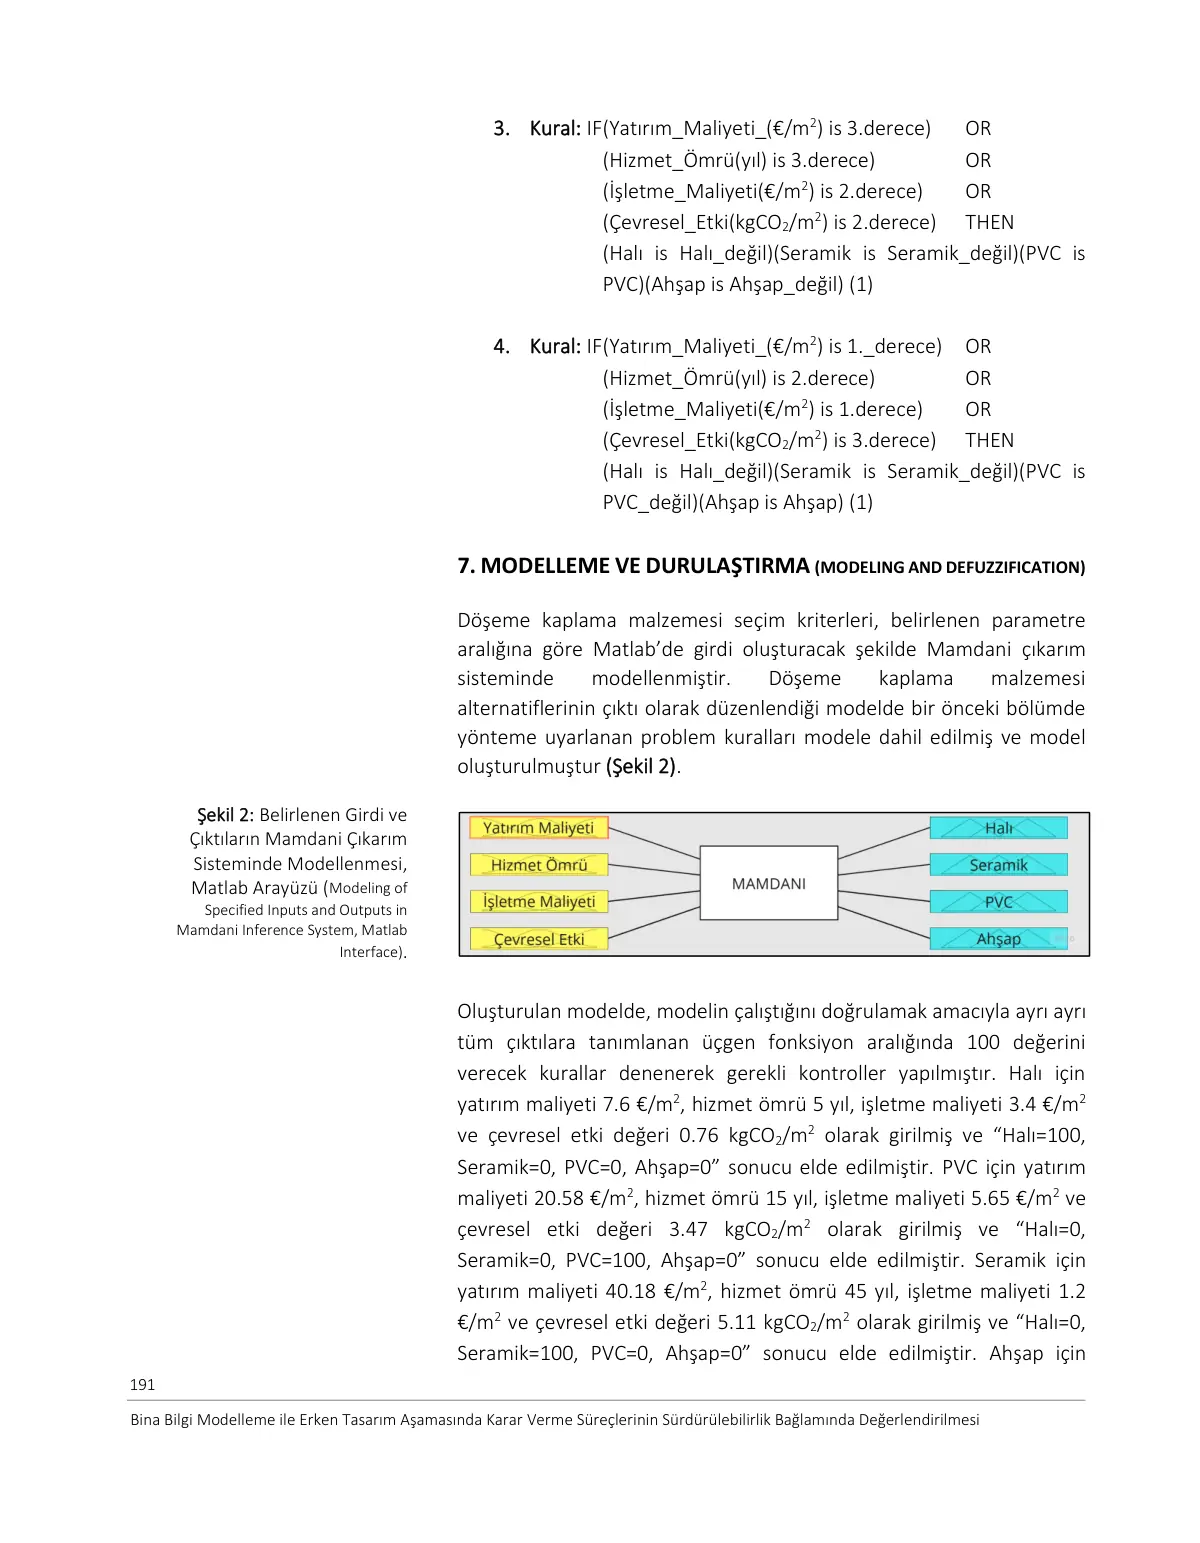 3. Kural: IF(Yatırım_Maliyeti_(€/m²) is 3.derece) OR
(Hizmet_Ömrü(yıl) is 3.derece) OR
(İşletme_Maliyeti(€/m²) is 2.derece) OR
(Çevresel_Etki(kgCO₂/m²) is 2.derece) THEN
(Halı is Halı_değil)(Seramik is Seramik_değil)(PVC is
PVC)(Ahşap is Ahşap_değil) (1)
4. Kural: IF(Yatırım_Maliyeti_(€/m²) is 1._derece) OR
(Hizmet_Ömrü(yıl) is 2.derece) OR
(İşletme_Maliyeti(€/m²) is 1.derece) OR
(Çevresel_Etki(kgCO₂/m²) is 3.derece) THEN
(Halı is Halı_değil)(Seramik is Seramik_değil)(PVC is
PVC_değil)(Ahşap is Ahşap) (1)
7. MODELLEME VE DURULAŞTIRMA (MODELING AND DEFUZZIFICATION)
Döşeme kaplama malzemesi seçim kriterleri, belirlenen parametre
aralığına göre Matlab’de girdi oluşturacak şekilde Mamdani çıkarım
sisteminde modellenmiştir. Döşeme kaplama malzemesi
alternatiflerinin çıktı olarak düzenlendiği modelde bir önceki bölümde
yönteme uyarlanan problem kuralları modele dahil edilmiş ve model
oluşturulmuştur (Şekil 2).
Şekil 2: Belirlenen Girdi ve
Çıktıların Mamdani Çıkarım
Sisteminde Modellenmesi,
Matlab Arayüzü (Modeling of
Specified Inputs and Outputs in
Mamdani Inference System, Matlab
Interface).
Yatırım Maliyeti
Hizmet Ömrü
İşletme Maliyeti
Çevresel Etki
MAMDANI
Halı
Seramik
PVC
Ahşap
Oluşturulan modelde, modelin çalıştığını doğrulamak amacıyla ayrı ayrı
tüm çıktılara tanımlanan üçgen fonksiyon aralığında 100 değerini
verecek kurallar denenerek gerekli kontroller yapılmıştır. Halı için
yatırım maliyeti 7.6 €/m², hizmet ömrü 5 yıl, işletme maliyeti 3.4 €/m²
ve çevresel etki değeri 0.76 kgCO₂/m² olarak girilmiş ve “Halı=100,
Seramik=0, PVC=0, Ahşap=0” sonucu elde edilmiştir. PVC için yatırım
maliyeti 20.58 €/m², hizmet ömrü 15 yıl, işletme maliyeti 5.65 €/m² ve
çevresel etki değeri 3.47 kgCO₂/m² olarak girilmiş ve “Halı=0,
Seramik=0, PVC=100, Ahşap=0” sonucu elde edilmiştir. Seramik için
yatırım maliyeti 40.18 €/m², hizmet ömrü 45 yıl, işletme maliyeti 1.2
€/m² ve çevresel etki değeri 5.11 kgCO₂/m² olarak girilmiş ve “Halı=0,
Seramik=100, PVC=0, Ahşap=0” sonucu elde edilmiştir. Ahşap için
191
Bina Bilgi Modelleme ile Erken Tasarım Aşamasında Karar Verme Süreçlerinin Sürdürülebilirlik Bağlamında Değerlendirilmesi